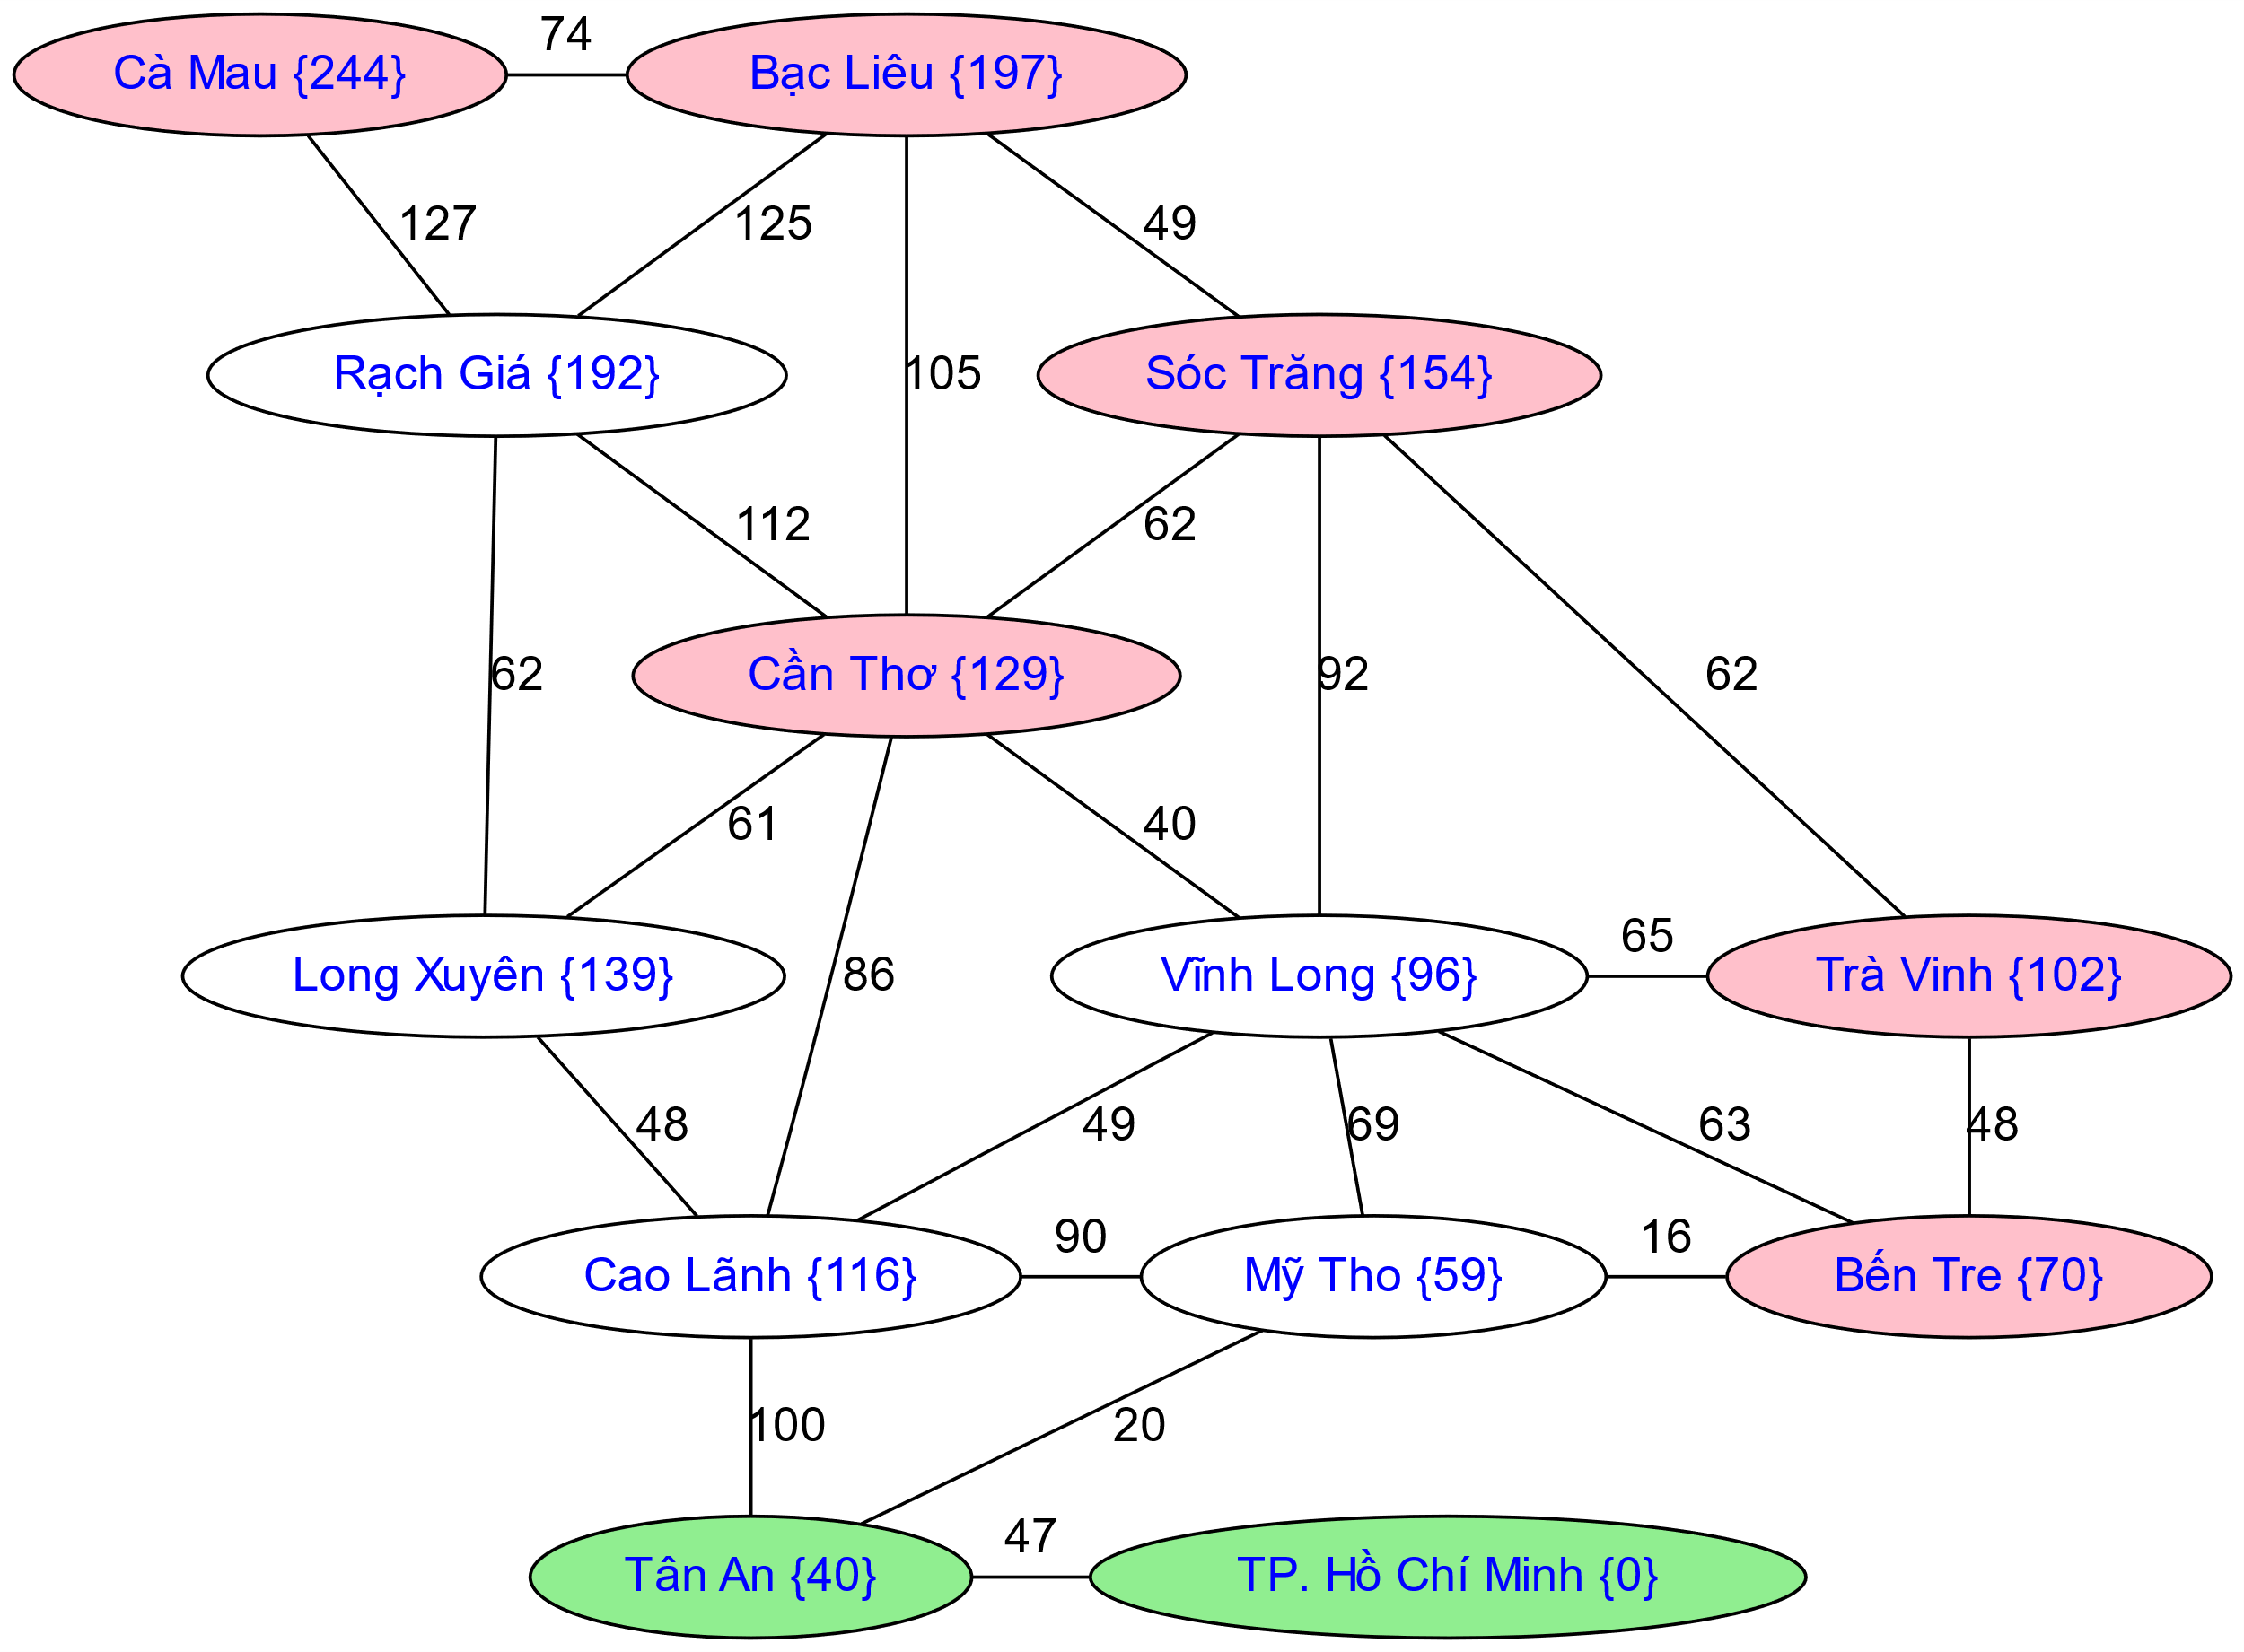 74
Cà Mau {244}
Bạc Liêu {197}
127
125
49
Rạch Giá {192}
105
Sóc Trăng {154}
112
62
62
Cần Thơ {129}
92
62
61
40
65
Long Xuyên {139}
86
Vĩnh Long {96}
Trà Vinh {102}
48
49
69
63
48
90
16
Cao Lãnh {116}
Mỹ Tho {59}
Bến Tre {70}
100
20
47
Tân An {40}
TP. Hồ Chí Minh {0}